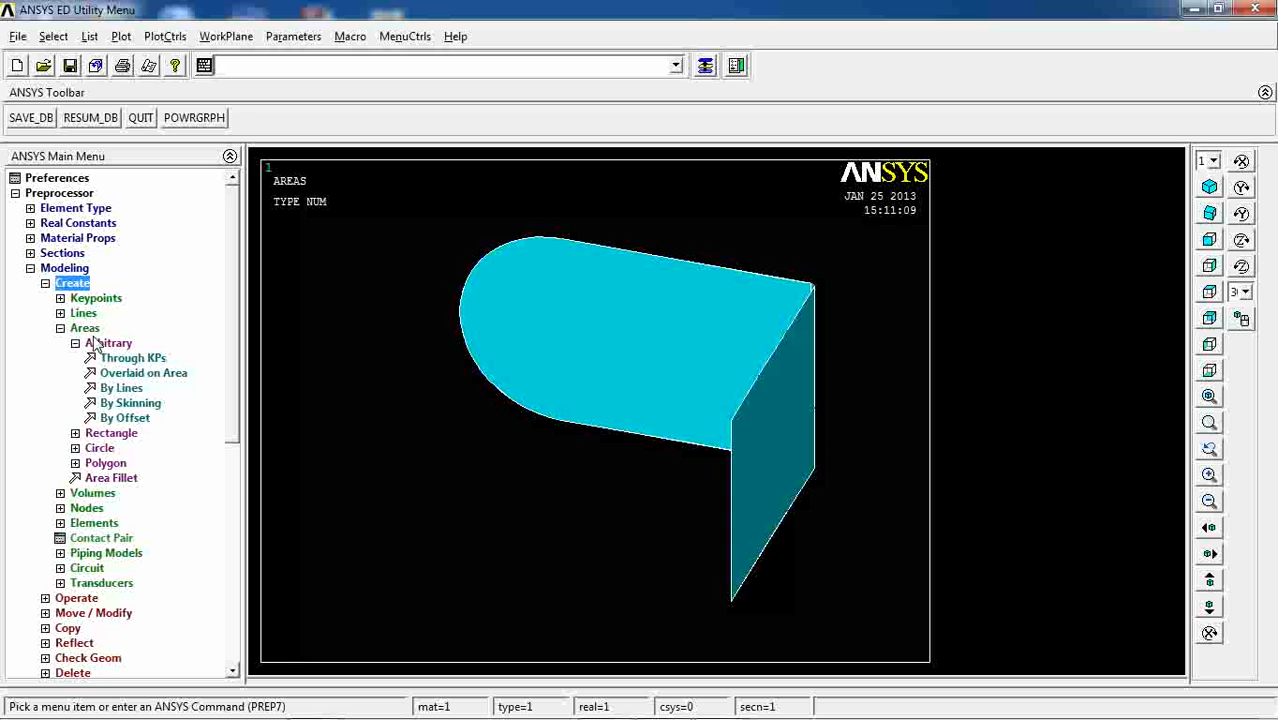 ANSYS ED Utility Menu
File Select List Plot PlotCtrls WorkPlane Parameters Macro MenuCtrls Help
ANSYS Toolbar
SAVE_DB RESUM_DB QUIT POWRGRPH
ANSYS Main Menu
Preferences
Preprocessor
Element Type
Real Constants
Material Props
Sections
Modeling
Create
Keypoints
Lines
Areas
Arbitrary
Through KPs
Overlaid on Area
By Lines
By Skinning
By Offset
Rectangle
Circle
Polygon
Area Fillet
Volumes
Nodes
Elements
Contact Pair
Piping Models
Circuit
Transducers
Operate
Move / Modify
Copy
Reflect
Check Geom
Delete
1
AREAS
TYPE NUM
ANSYS
JAN 25 2013
15:11:09
1
Pick a menu item or enter an ANSYS Command (PREP7) mat=1 type=1 real=1 csys=0 secn=1